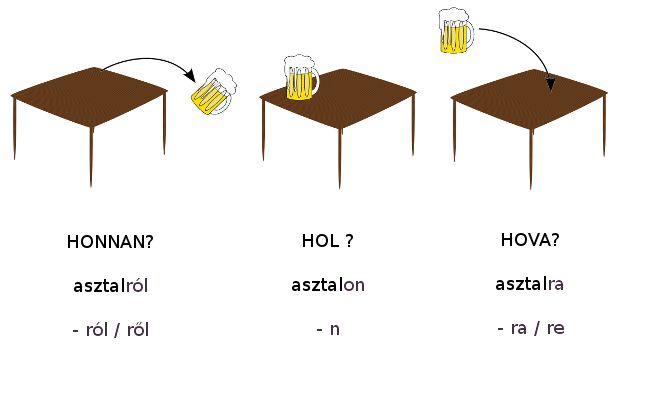 HONNAN? HOL ? HOVA?
asztalról asztalon asztalra
- ról / ről - n - ra / re